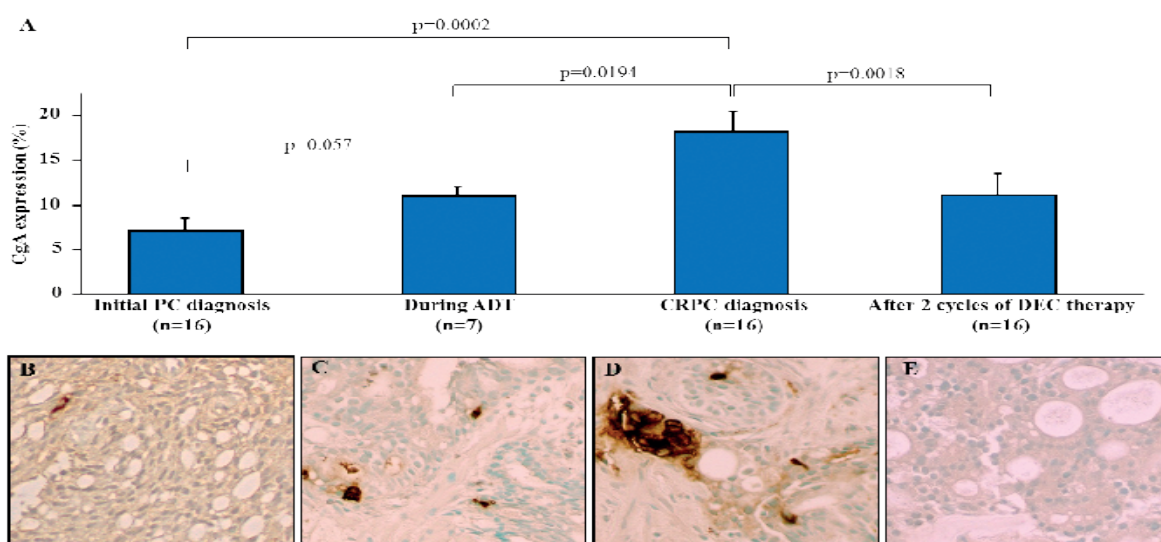 A
p=0.0002
p=0.0194
p=0.0018
p=0.057
CgA expression (%)
20
15
10
5
0
Initial PC diagnosis
(n=16)
During ADT
(n=7)
CRPC diagnosis
(n=16)
After 2 cycles of DEC therapy
(n=16)
B
C
D
E